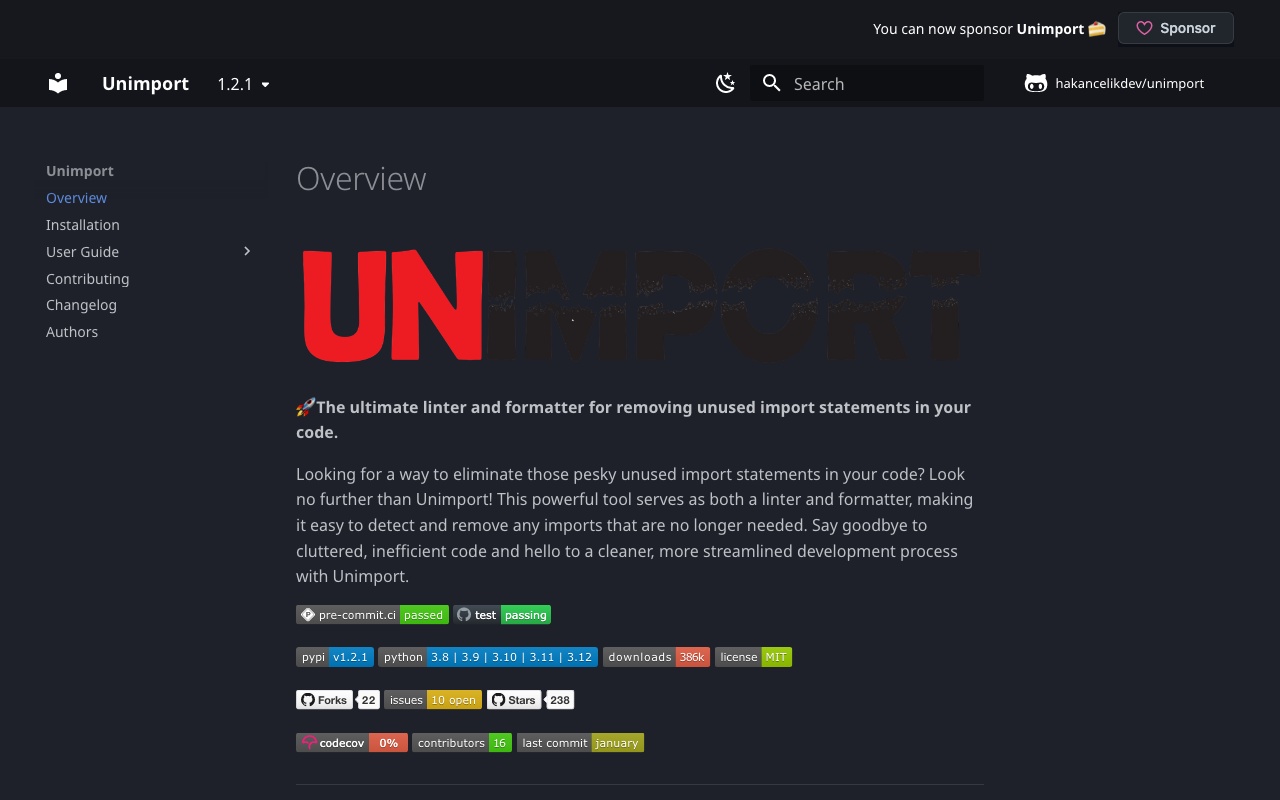 You can now sponsor Unimport 🍰 Sponsor
Unimport 1.2.1 Search hakancelikdev/unimport
Unimport
Overview
Installation
User Guide
Contributing
Changelog
Authors
Overview
UNIMPORT
🚀The ultimate linter and formatter for removing unused import statements in your
code.
Looking for a way to eliminate those pesky unused import statements in your code? Look
no further than Unimport! This powerful tool serves as both a linter and formatter, making
it easy to detect and remove any imports that are no longer needed. Say goodbye to
cluttered, inefficient code and hello to a cleaner, more streamlined development process
with Unimport.
pre-commit.ci passed test passing
pypi v1.2.1 python 3.8 | 3.9 | 3.10 | 3.11 | 3.12 downloads 386k license MIT
Forks 22 issues 10 open Stars 238
codecov 0% contributors 16 last commit january